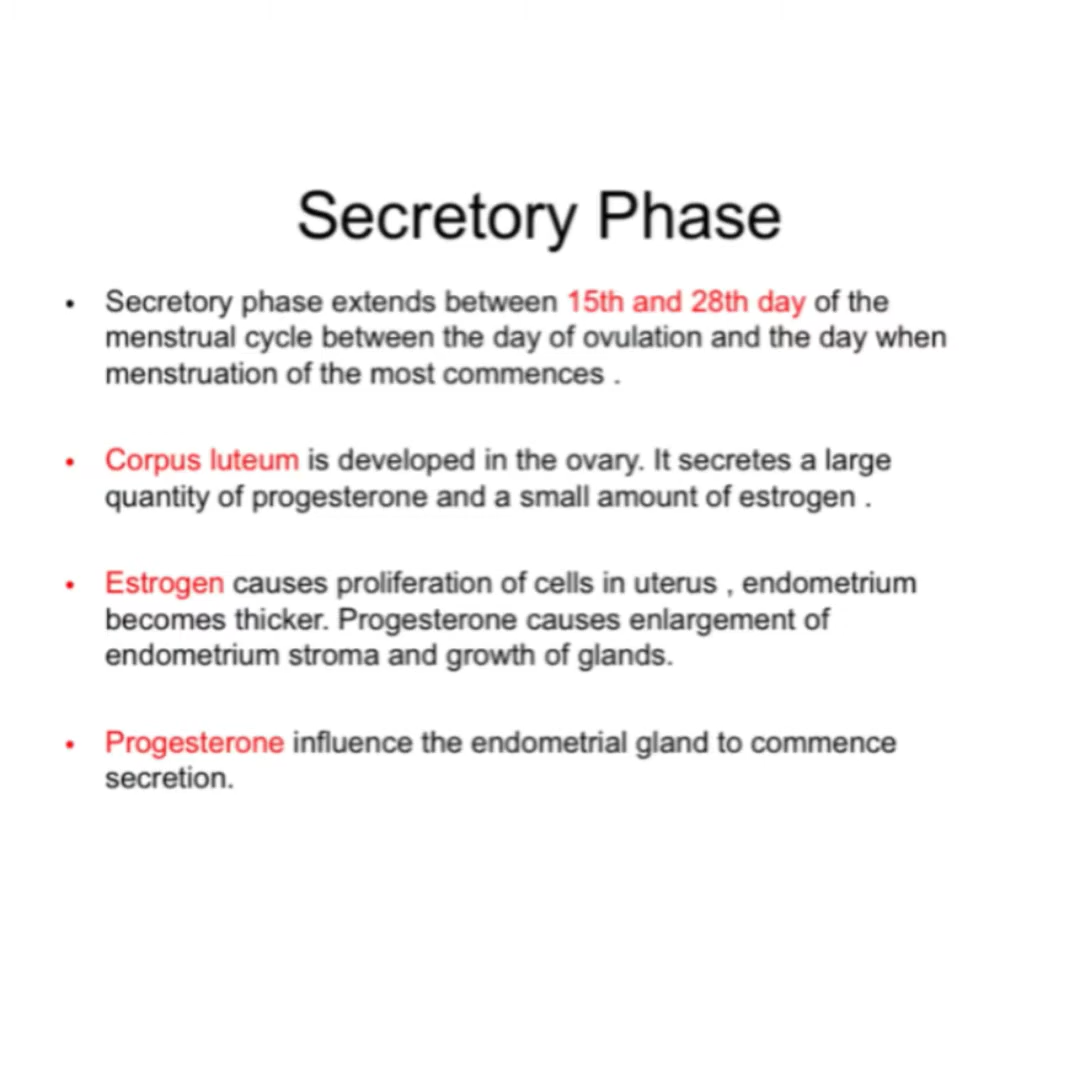 Secretory Phase
• Secretory phase extends between 15th and 28th day of the
menstrual cycle between the day of ovulation and the day when
menstruation of the most commences .
• Corpus luteum is developed in the ovary. It secretes a large
quantity of progesterone and a small amount of estrogen .
• Estrogen causes proliferation of cells in uterus , endometrium
becomes thicker. Progesterone causes enlargement of
endometrium stroma and growth of glands.
• Progesterone influence the endometrial gland to commence
secretion.